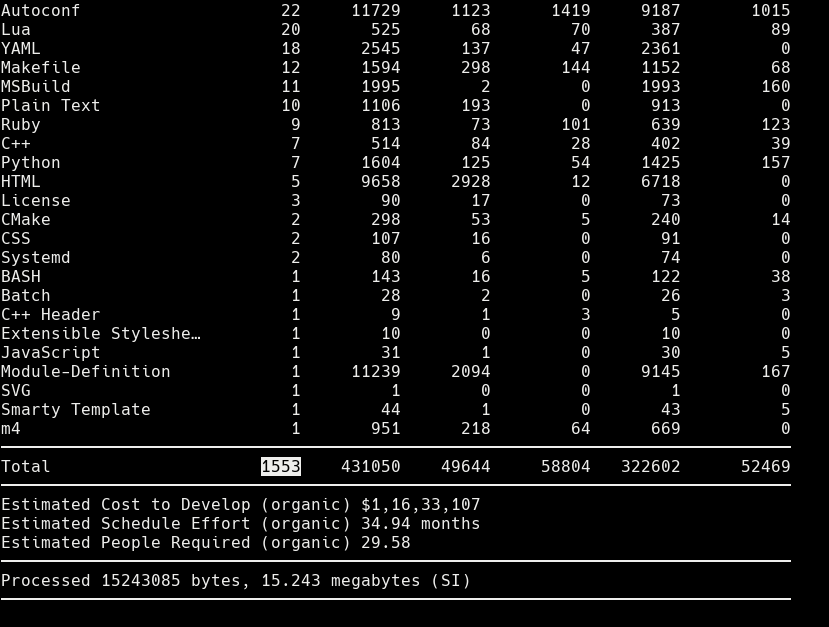 Autoconf 22 11729 1123 1419 9187 1015
Lua 20 525 68 70 387 89
YAML 18 2545 137 47 2361 0
Makefile 12 1594 298 144 1152 68
MSBuild 11 1995 2 0 1993 160
Plain Text 10 1106 193 0 913 0
Ruby 9 813 73 101 639 123
C++ 7 514 84 28 402 39
Python 7 1604 125 54 1425 157
HTML 5 9658 2928 12 6718 0
License 3 90 17 0 73 0
CMake 2 298 53 5 240 14
CSS 2 107 16 0 91 0
Systemd 2 80 6 0 74 0
BASH 1 143 16 5 122 38
Batch 1 28 2 0 26 3
C++ Header 1 9 1 3 5 0
Extensible Styleshe… 1 10 0 0 10 0
JavaScript 1 31 1 0 30 5
Module-Definition 1 11239 2094 0 9145 167
SVG 1 1 0 0 1 0
Smarty Template 1 44 1 0 43 5
m4 1 951 218 64 669 0
Total 1553 431050 49644 58804 322602 52469
Estimated Cost to Develop (organic) $1,16,33,107
Estimated Schedule Effort (organic) 34.94 months
Estimated People Required (organic) 29.58
Processed 15243085 bytes, 15.243 megabytes (SI)